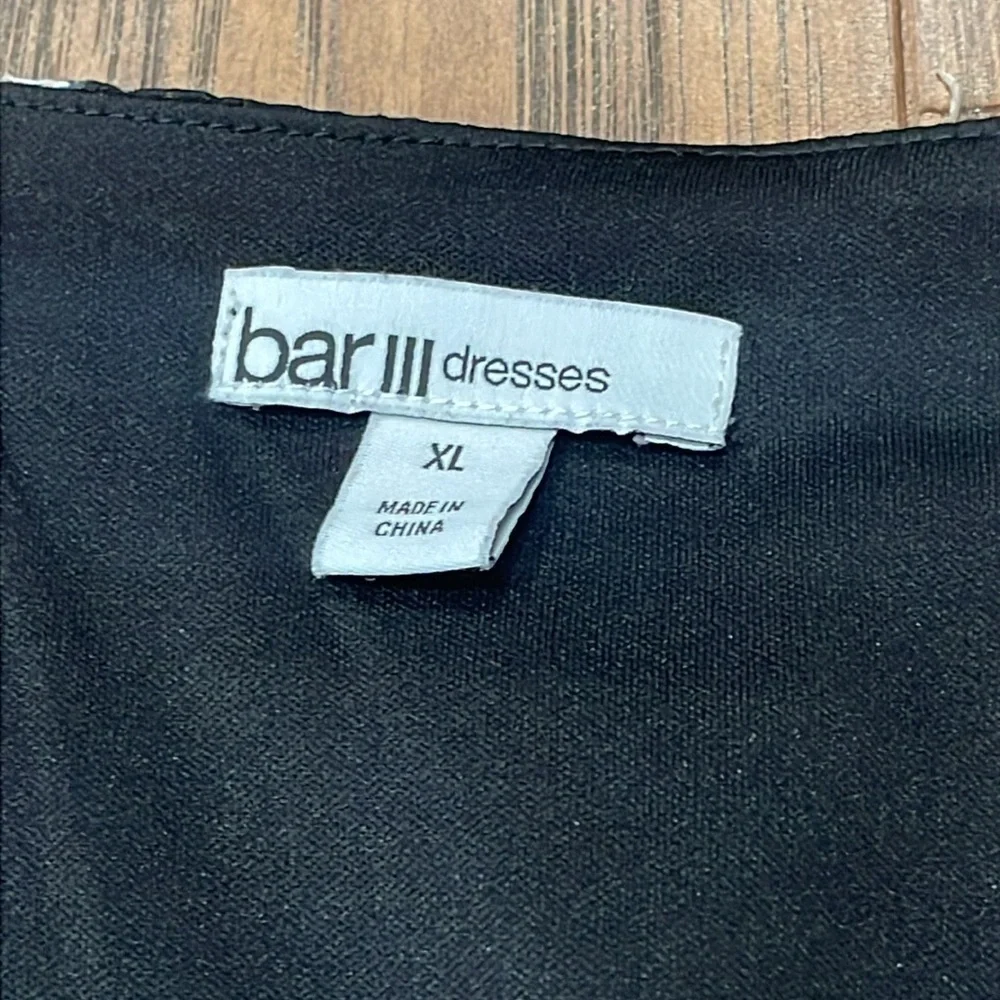 bar III dresses
XL
MADE IN
CHINA